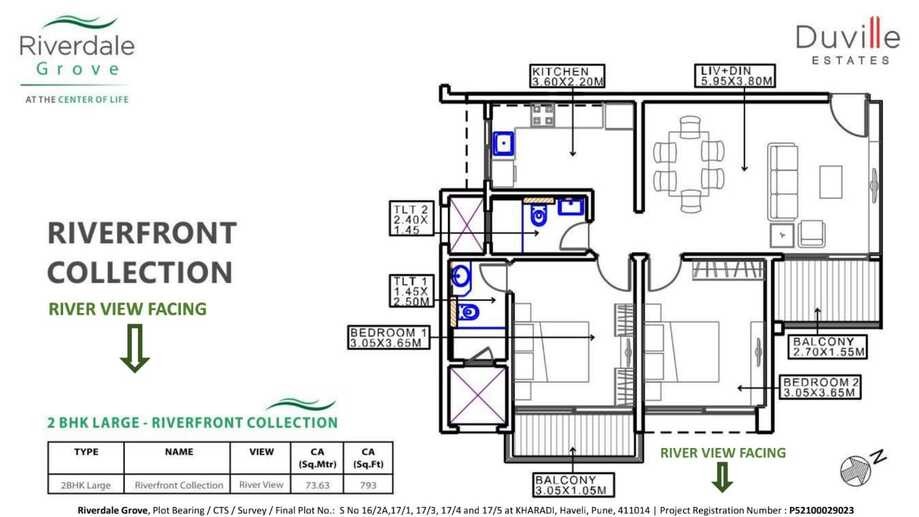 Riverdale
Grove
AT THE CENTER OF LIFE
Duville
ESTATES
KITCHEN
3.60X2.20M
LIV+DIN
5.95X3.80M
TLT 2
2.40X
1.45
TLT 1
1.45X
2.50M
BEDROOM 1
3.05X3.65M
BALCONY
2.70X1.55M
BEDROOM 2
3.05X3.65M
BALCONY
3.05X1.05M
RIVER VIEW FACING
N
RIVERFRONT
COLLECTION
RIVER VIEW FACING
2 BHK LARGE - RIVERFRONT COLLECTION
TYPE NAME VIEW CA (Sq.Mtr) CA (Sq.Ft)
2BHK Large Riverfront Collection River View 73.63 793
Riverdale Grove, Plot Bearing / CTS / Survey / Final Plot No.: S No 16/2A,17/1, 17/3, 17/4 and 17/5 at KHARADI, Haveli, Pune, 411014 | Project Registration Number : P52100029023